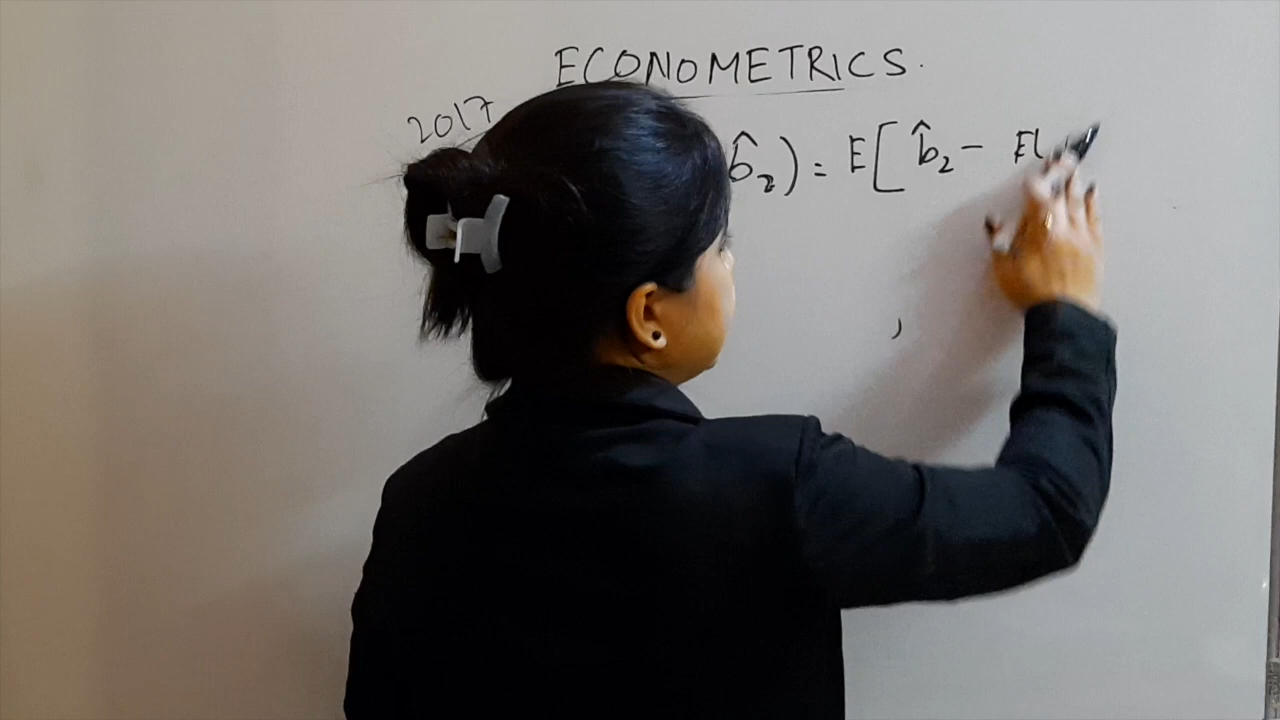 ECONOMETRICS.
2017
b̂₂) = E[ b̂₂ - E(